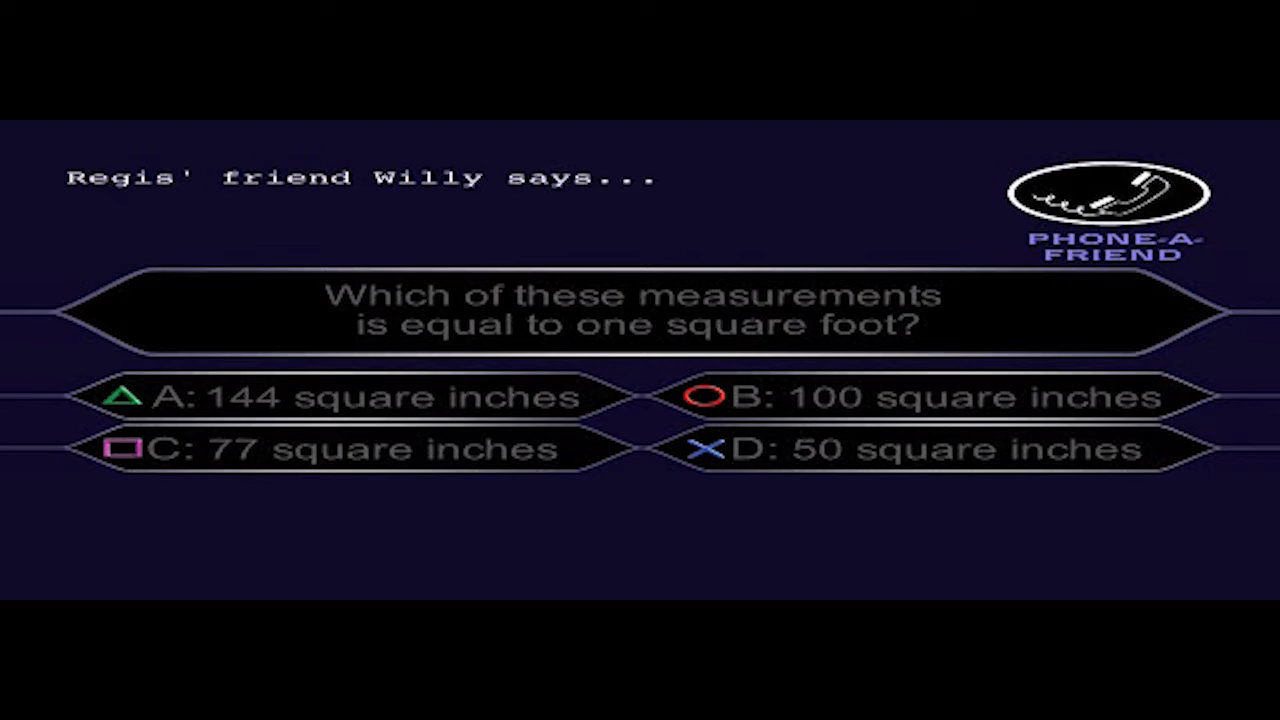 Regis' friend Willy says...
PHONE-A-
FRIEND
Which of these measurements
is equal to one square foot?
A: 144 square inches
B: 100 square inches
C: 77 square inches
D: 50 square inches